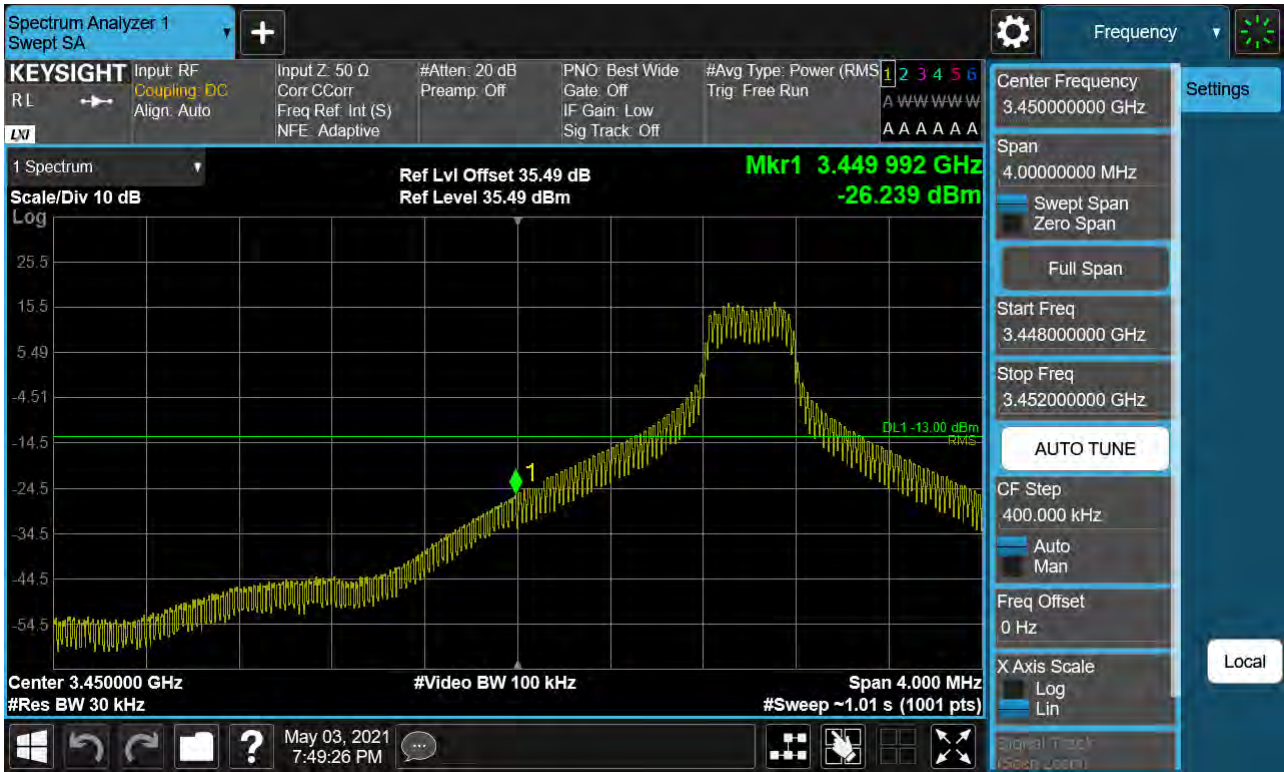 Spectrum Analyzer 1
Swept SA
+
Frequency
KEYSIGHT
RL
LXI
Input: RF
Coupling: DC
Align: Auto
Input Z: 50 Ω
Corr CCorr
Freq Ref: Int (S)
NFE: Adaptive
#Atten: 20 dB
Preamp: Off
PNO: Best Wide
Gate: Off
IF Gain: Low
Sig Track: Off
#Avg Type: Power (RMS
Trig: Free Run
1 2 3 4 5 6
A W W W W W
A A A A A A
1 Spectrum
Scale/Div 10 dB
Log
Ref Lvl Offset 35.49 dB
Ref Level 35.49 dBm
Mkr1 3.449 992 GHz
-26.239 dBm
25.5
15.5
5.49
-4.51
-14.5
-24.5
-34.5
-44.5
-54.5
1
DL1 -13.00 dBm
RMS
Center 3.450000 GHz
#Res BW 30 kHz
#Video BW 100 kHz
Span 4.000 MHz
#Sweep ~1.01 s (1001 pts)
Center Frequency
3.450000000 GHz
Span
4.00000000 MHz
Swept Span
Zero Span
Full Span
Start Freq
3.448000000 GHz
Stop Freq
3.452000000 GHz
AUTO TUNE
CF Step
400.000 kHz
Auto
Man
Freq Offset
0 Hz
X Axis Scale
Log
Lin
Signal Track
(Span Zoom)
Settings
Local
?
May 03, 2021
7:49:26 PM